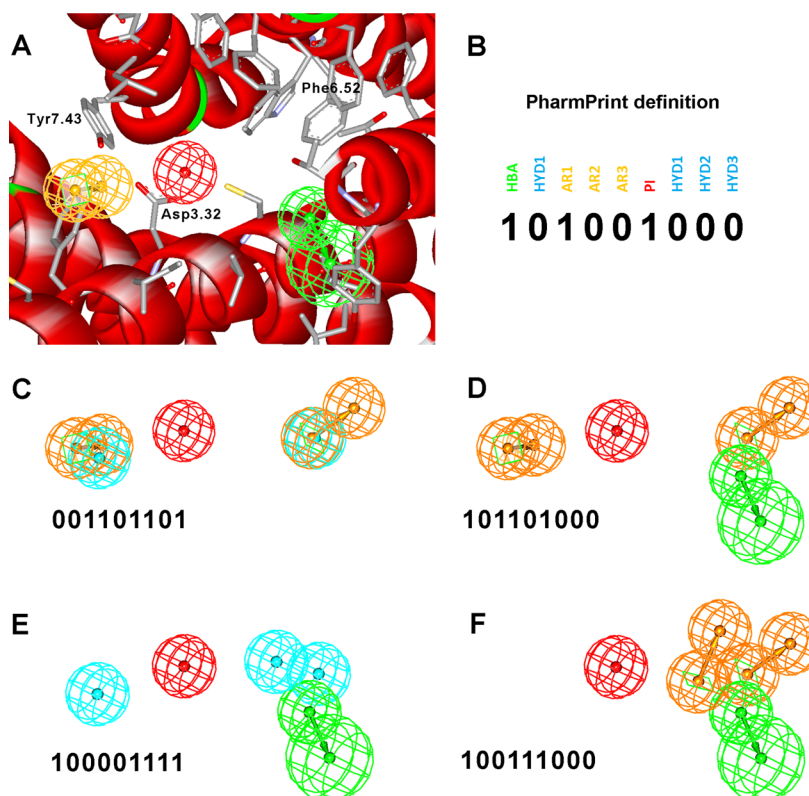 A
Phe6.52
Tyr7.43
Asp3.32
B
PharmPrint definition
HBA HYD1 AR1 AR2 AR3 PI HYD1 HYD2 HYD3
101001000
C
001101101
D
101101000
E
100001111
F
100111000